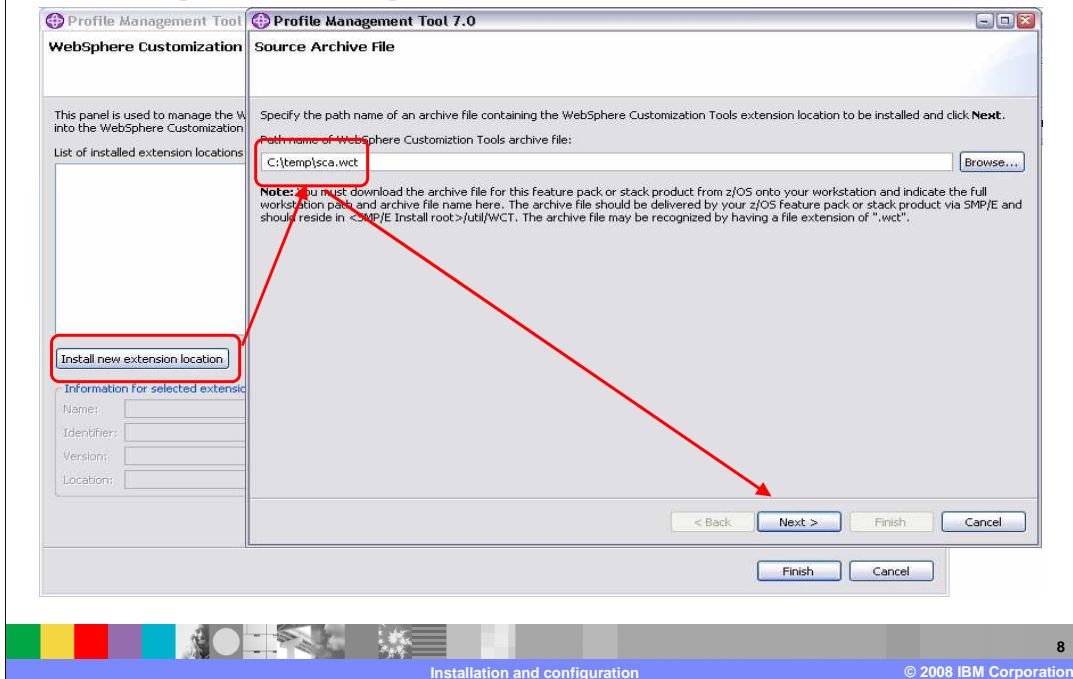 Profile Management Tool
Profile Management Tool 7.0
WebSphere Customization
Source Archive File
This panel is used to manage the W
into the WebSphere Customization
List of installed extension locations
Specify the path name of an archive file containing the WebSphere Customization Tools extension location to be installed and click Next.
Path name of WebSphere Customiztion Tools archive file:
C:\temp\sca.wct
Browse...
Note: You must download the archive file for this feature pack or stack product from z/OS onto your workstation and indicate the full
workstation path and archive file name here. The archive file should be delivered by your z/OS feature pack or stack product via SMP/E and
should reside in <SMP/E Install root>/util/WCT. The archive file may be recognized by having a file extension of ".wct".
Install new extension location
Information for selected extensio
Name:
Identifier:
Version:
Location:
< Back
Next >
Finish
Cancel
Finish
Cancel
8
Installation and configuration
© 2008 IBM Corporation